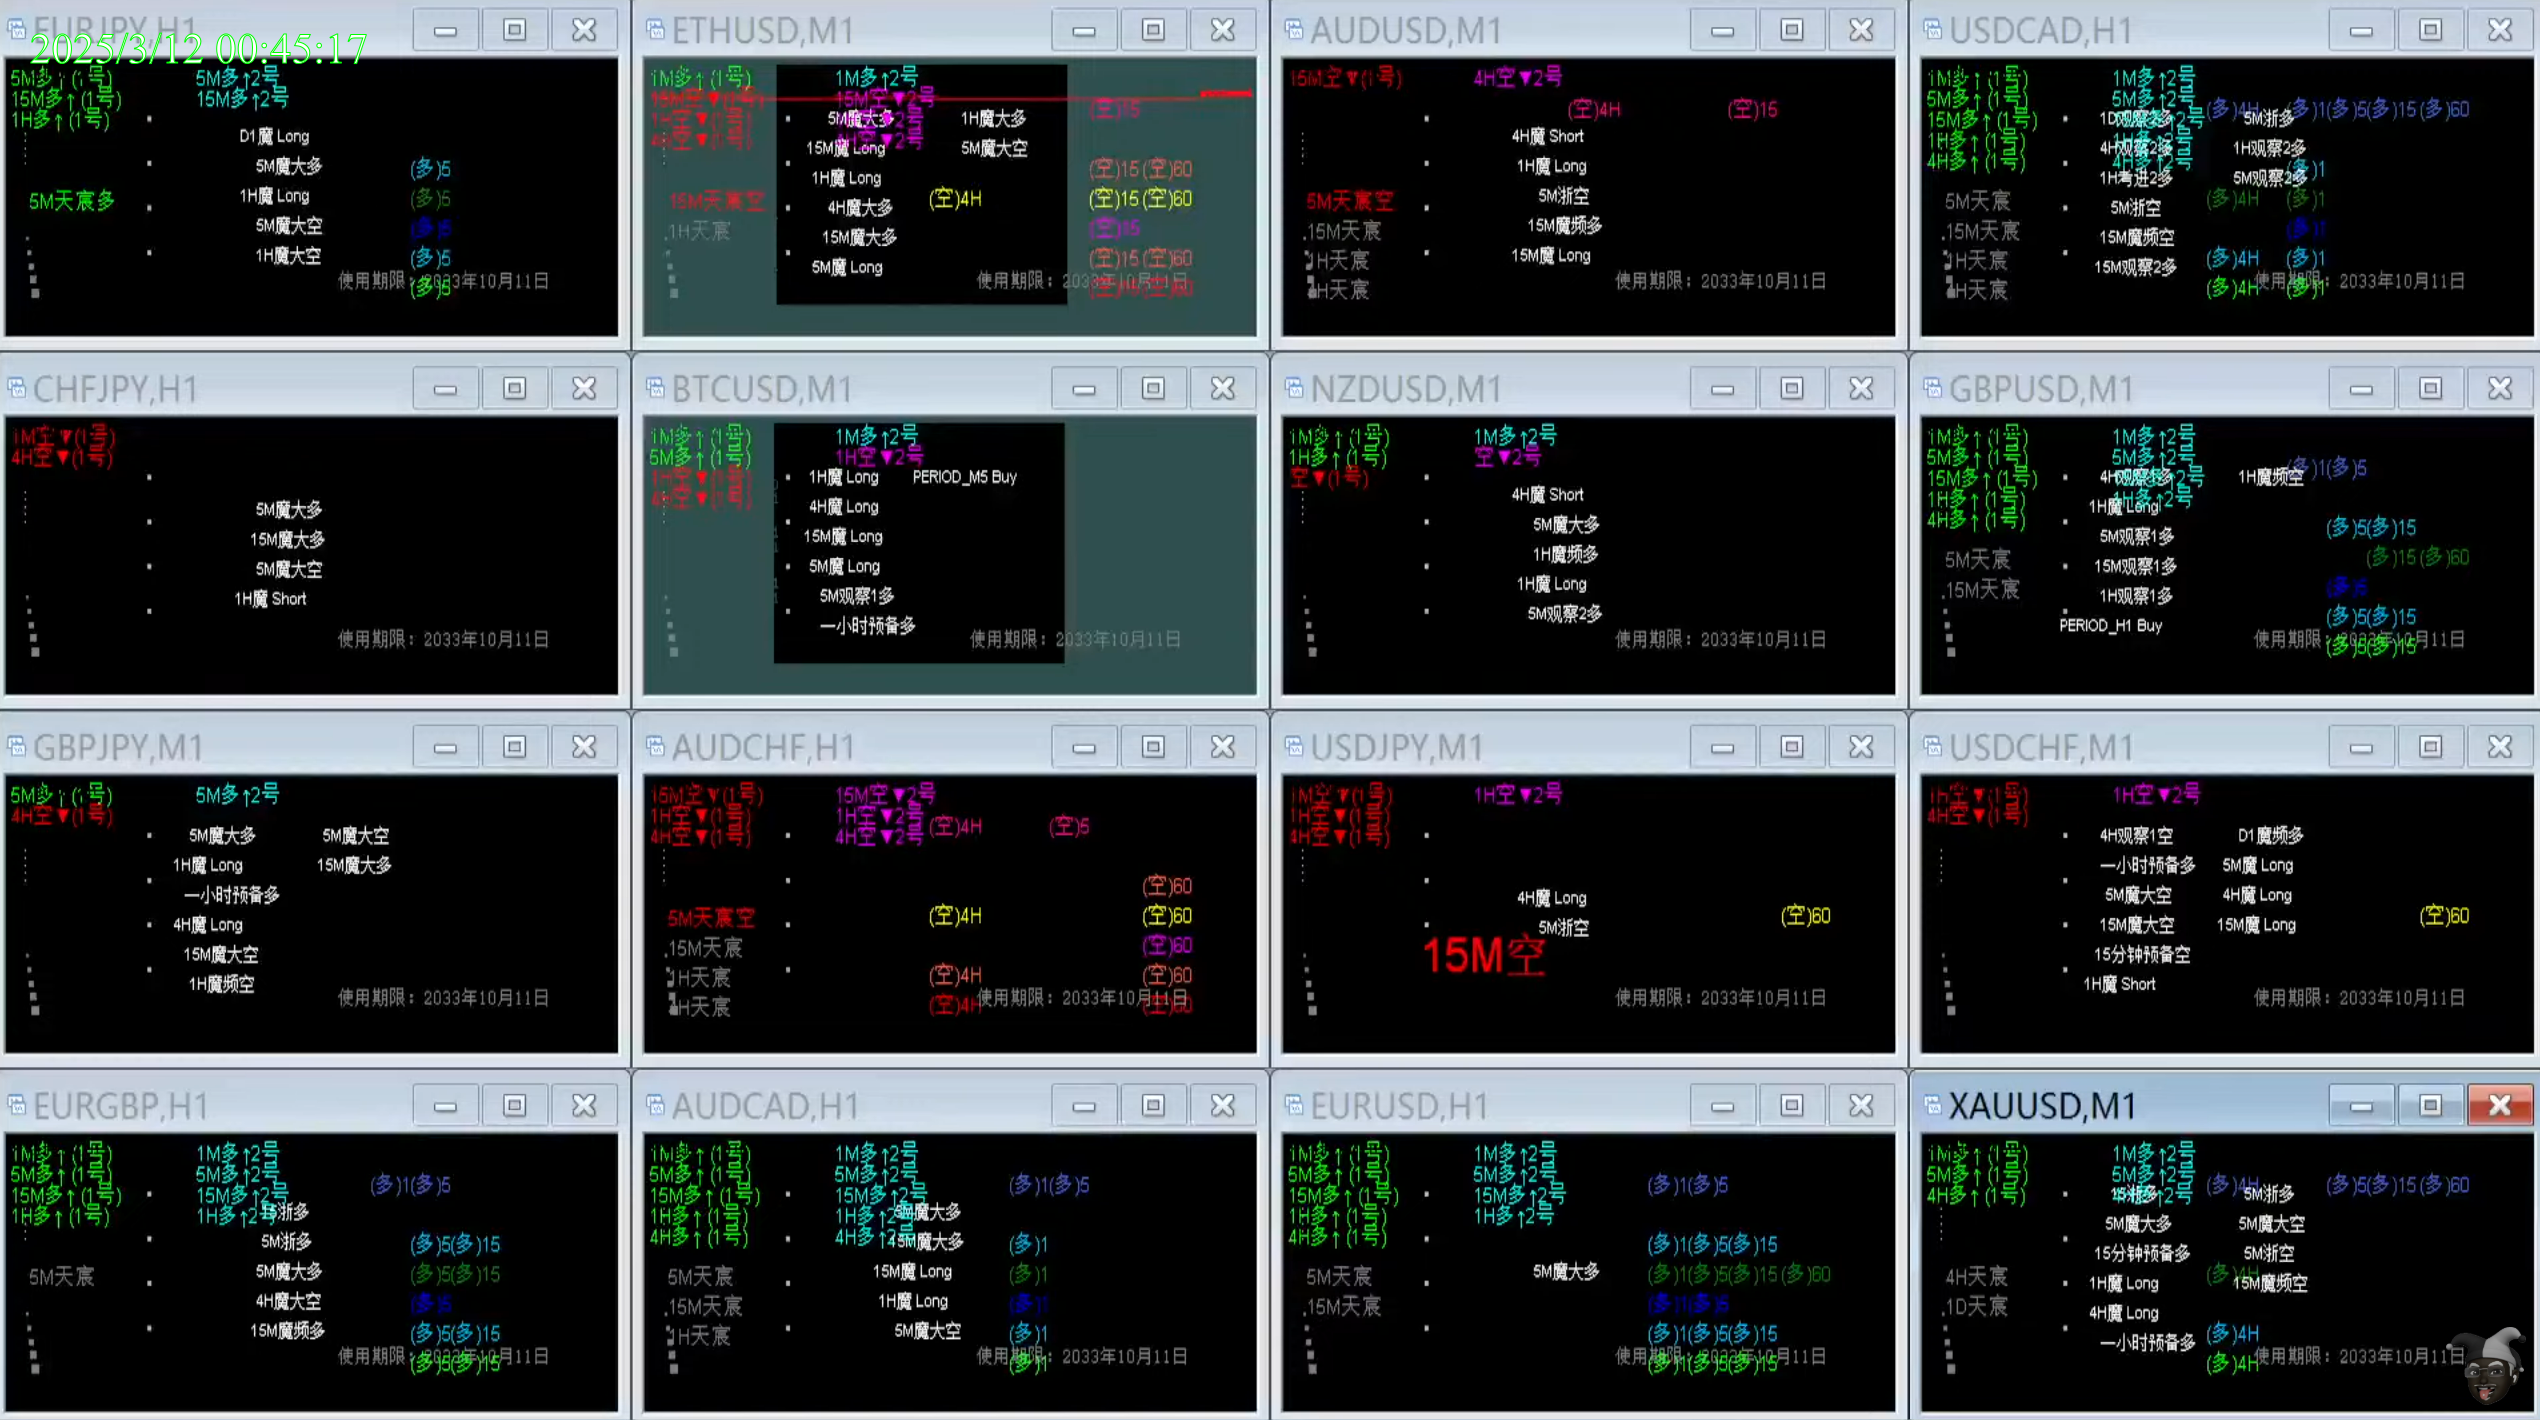 2025/3/12 00:45:17
EURJPY,H1
5M多↑(1号) 5M多↑2号
15M多↑(1号) 15M多↑2号
1H多↑(1号)
D1魔 Long
5M魔大多 (多)5
5M天宸多 1H魔 Long (多)5
5M魔大空 (多)5
1H魔大空 (多)5
使用期限：2033年10月11日
(多)5
ETHUSD,M1
1M多↑(1号) 1M多↑2号
15M空▼(1号) 15M空▼2号
1H空▼(1号) 5M魔大多 1H魔大多 (空)15
4H空▼(1号)
15M魔 Long 5M魔大空
1H魔 Long (空)15(空)60
15M天宸空 4H魔大多 (空)4H (空)15(空)60
1H天宸 15M魔大多 (空)15
5M魔 Long (空)15(空)60
使用期限：2033年10月11日
AUDUSD,M1
15M空▼(1号) 4H空▼2号
(空)4H (空)15
4H魔 Short
1H魔 Long
5M天宸空 5M浙空
.15M天宸 15M魔频多
1H天宸 15M魔 Long
4H天宸 使用期限：2033年10月11日
USDCAD,H1
1M多↑(1号) 1M多↑2号
5M多↑(1号) 5M多↑2号
15M多↑(1号) (多)4H (多)1(多)5(多)15(多)60
1H多↑(1号) 5M浙多
4H多↑(1号) 4H多↑2号
4H观察2多 1H观察2多
1H考进2多 5M观察2多 (多)1
5M天宸 5M浙空 (多)4H (多)1
.15M天宸 15M魔频空 (多)1
1H天宸 15M观察2多 (多)4H (多)1
4H天宸 (多)4H (多)1
使用期限：2033年10月11日
CHFJPY,H1
1M空▼(1号)
4H空▼(1号)
5M魔大多
15M魔大多
5M魔大空
1H魔 Short
使用期限：2033年10月11日
BTCUSD,M1
1M多↑(1号) 1M多↑2号
5M多↑(1号) 1H空▼2号
1H空▼(1号) 1H魔 Long PERIOD_M5 Buy
4H空▼(1号) 4H魔 Long
15M魔 Long
5M魔 Long
5M观察1多
一小时预备多
使用期限：2033年10月11日
NZDUSD,M1
1M多↑(1号) 1M多↑2号
1H多↑(1号) 空▼2号
空▼(1号)
4H魔 Short
5M魔大多
1H魔频多
1H魔 Long
5M观察2多
使用期限：2033年10月11日
GBPUSD,M1
1M多↑(1号) 1M多↑2号
5M多↑(1号) 5M多↑2号
15M多↑(1号) 1H魔频空 (多)1(多)5
1H多↑(1号) 1H多↑2号
4H多↑(1号) 1H魔 Long
5M观察1多 (多)5(多)15
5M天宸 15M观察1多 (多)15(多)60
.15M天宸 1H观察1多 (多)5
PERIOD_H1 Buy (多)5(多)15
使用期限：2033年10月11日
(多)5(多)15
GBPJPY,M1
5M多↑(1号) 5M多↑2号
4H空▼(1号)
5M魔大多 5M魔大空
1H魔 Long 15M魔大多
一小时预备多
4H魔 Long
15M魔大空
1H魔频空
使用期限：2033年10月11日
AUDCHF,H1
15M空▼(1号) 15M空▼2号
1H空▼(1号) 1H空▼2号
4H空▼(1号) 4H空▼2号 (空)4H (空)5
(空)60
5M天宸空 (空)4H (空)60
.15M天宸 (空)60
1H天宸 (空)4H (空)60
4H天宸 (空)4H (空)60
使用期限：2033年10月11日
USDJPY,M1
1M空▼(1号) 1H空▼2号
1H空▼(1号)
4H空▼(1号)
4H魔 Long
(空)60
5M浙空
15M空
使用期限：2033年10月11日
USDCHF,M1
1H空▼(1号) 1H空▼2号
4H空▼(1号)
4H观察1空 D1魔频多
一小时预备多 5M魔 Long
5M魔大空 4H魔 Long
(空)60
15M魔大空 15M魔 Long
15分钟预备空
1H魔 Short
使用期限：2033年10月11日
EURGBP,H1
1M多↑(1号) 1M多↑2号
5M多↑(1号) 5M多↑2号 (多)1(多)5
15M多↑(1号) 15M多↑2号
1H多↑(1号) 1H多↑2号
5M浙多 (多)5(多)15
5M天宸 5M魔大多 (多)5(多)15
4H魔大空 (多)5
15M魔频多 (多)5(多)15
使用期限：2033年10月11日
(多)5(多)15
AUDCAD,H1
1M多↑(1号) 1M多↑2号
5M多↑(1号) 5M多↑2号 (多)1(多)5
15M多↑(1号) 15M多↑2号
1H多↑(1号) 1H多↑2号
4H多↑(1号) 4H多↑2号 (多)1
5M天宸 15M魔 Long (多)1
.15M天宸 1H魔 Long (多)1
1H天宸 5M魔大空 (多)1
使用期限：2033年10月11日
(多)1
EURUSD,H1
1M多↑(1号) 1M多↑2号
5M多↑(1号) 5M多↑2号 (多)1(多)5
15M多↑(1号) 15M多↑2号
1H多↑(1号) 1H多↑2号
4H多↑(1号) (多)1(多)5(多)15
5M天宸 5M魔大多 (多)1(多)5(多)15(多)60
.15M天宸 (多)1(多)5
(多)1(多)5(多)15
使用期限：2033年10月11日
(多)1(多)5(多)15
XAUUSD,M1
1M多↑(1号) 1M多↑2号
5M多↑(1号) 5M多↑2号 (多)4H (多)5(多)15(多)60
4H多↑(1号) 4H多↑2号 5M浙多
5M魔大多 5M魔大空
15分钟预备多 5M浙空
4H天宸 1H魔 Long (多)4H 15M魔频空
.1D天宸 4H魔 Long
一小时预备多 (多)4H
使用期限：2033年10月11日
(多)4H